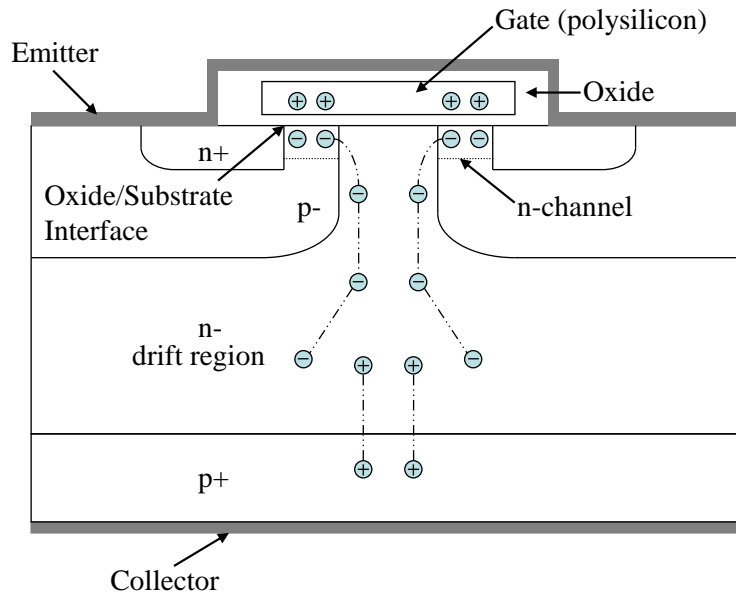 Gate (polysilicon)
Emitter
Oxide
n+
Oxide/Substrate
Interface
p-
n-channel
n-
drift region
p+
Collector